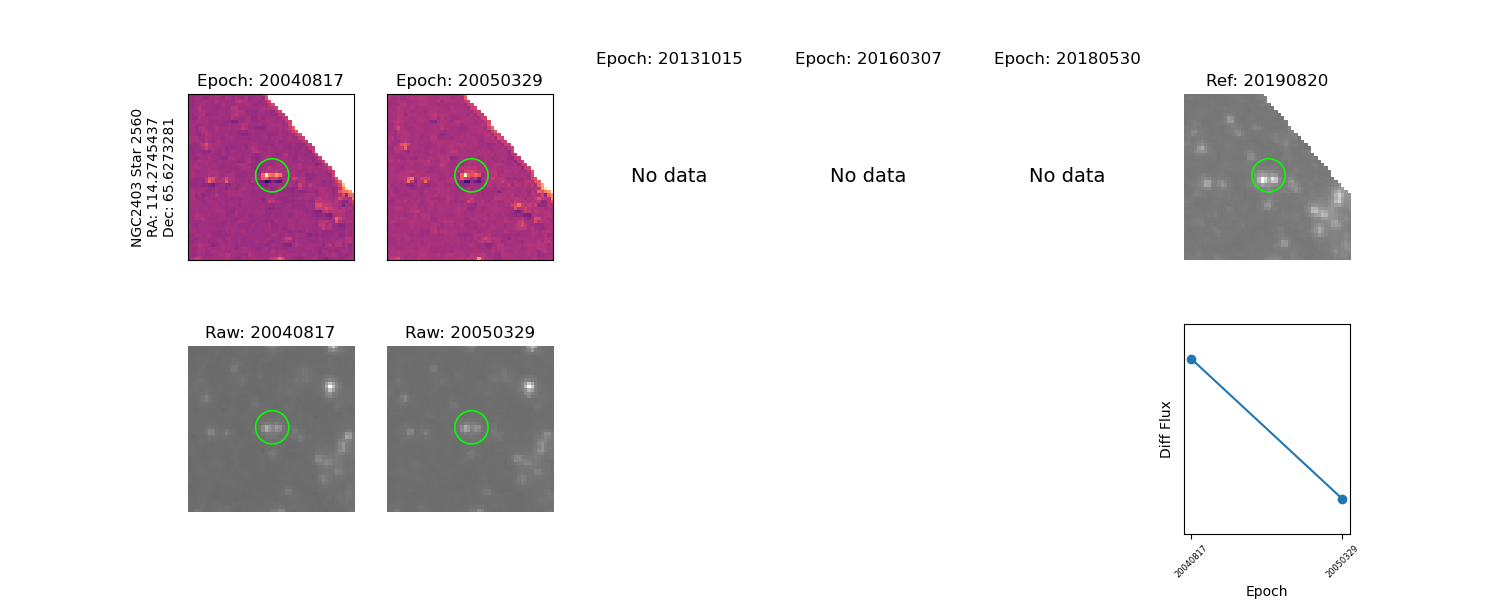 Epoch: 20040817
Epoch: 20050329
Epoch: 20131015
Epoch: 20160307
Epoch: 20180530
Ref: 20190820
NGC2403 Star 2560
RA: 114.2745437
Dec: 65.6273281
No data
No data
No data
Raw: 20040817
Raw: 20050329
Diff Flux
20040817
20050329
Epoch